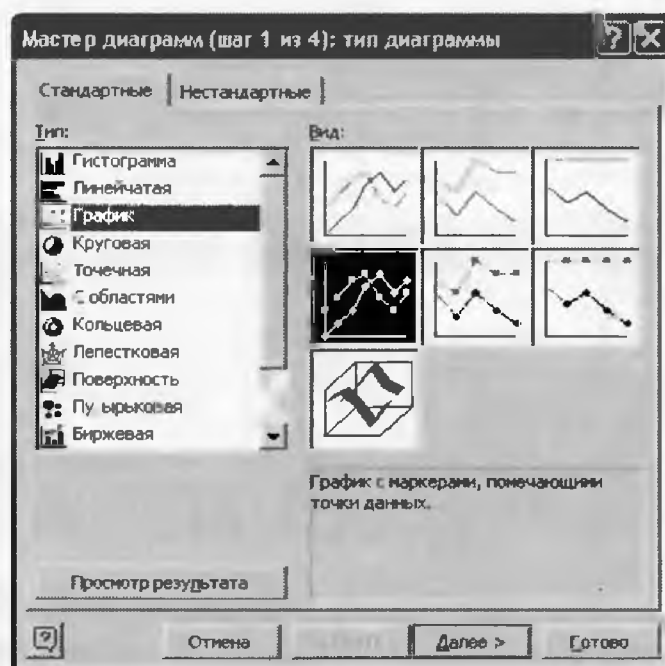 Мастер диаграмм (шаг 1 из 4): тип диаграммы
Стандартные
Нестандартные
Тип:
Гистограмма
Линейчатая
График
Круговая
Точечная
С областями
Кольцевая
Лепестковая
Поверхность
Пузырьковая
Биржевая
Вид:
График с маркерами, помечающими
точки данных.
Просмотр результата
Отмена
Далее >
Готово